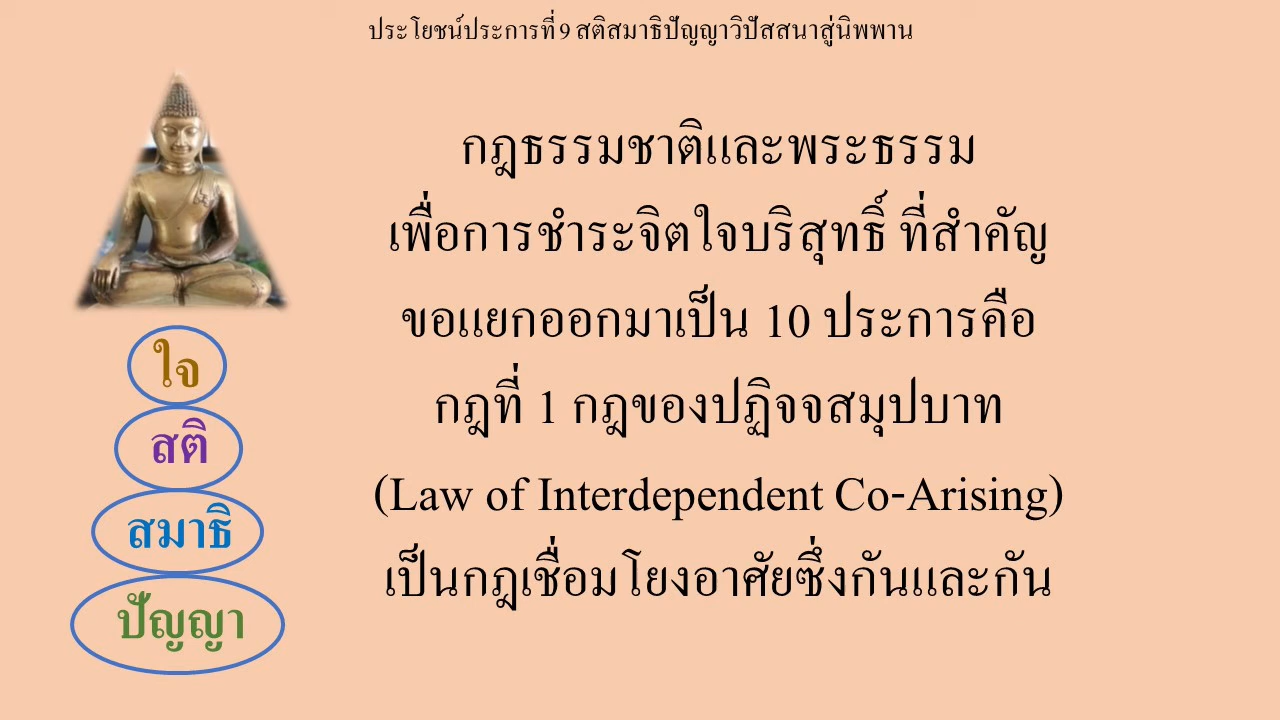 ประโยชน์ประการที่ 9 สติสมาธิปัญญาวิปัสสนาสู่นิพพาน
กฎธรรมชาติและพระธรรม
เพื่อการชำระจิตใจบริสุทธิ์ ที่สำคัญ
ขอแยกออกมาเป็น 10 ประการคือ
กฎที่ 1 กฎของปฏิจจสมุปบาท
(Law of Interdependent Co-Arising)
เป็นกฎเชื่อมโยงอาศัยซึ่งกันและกัน
ใจ
สติ
สมาธิ
ปัญญา